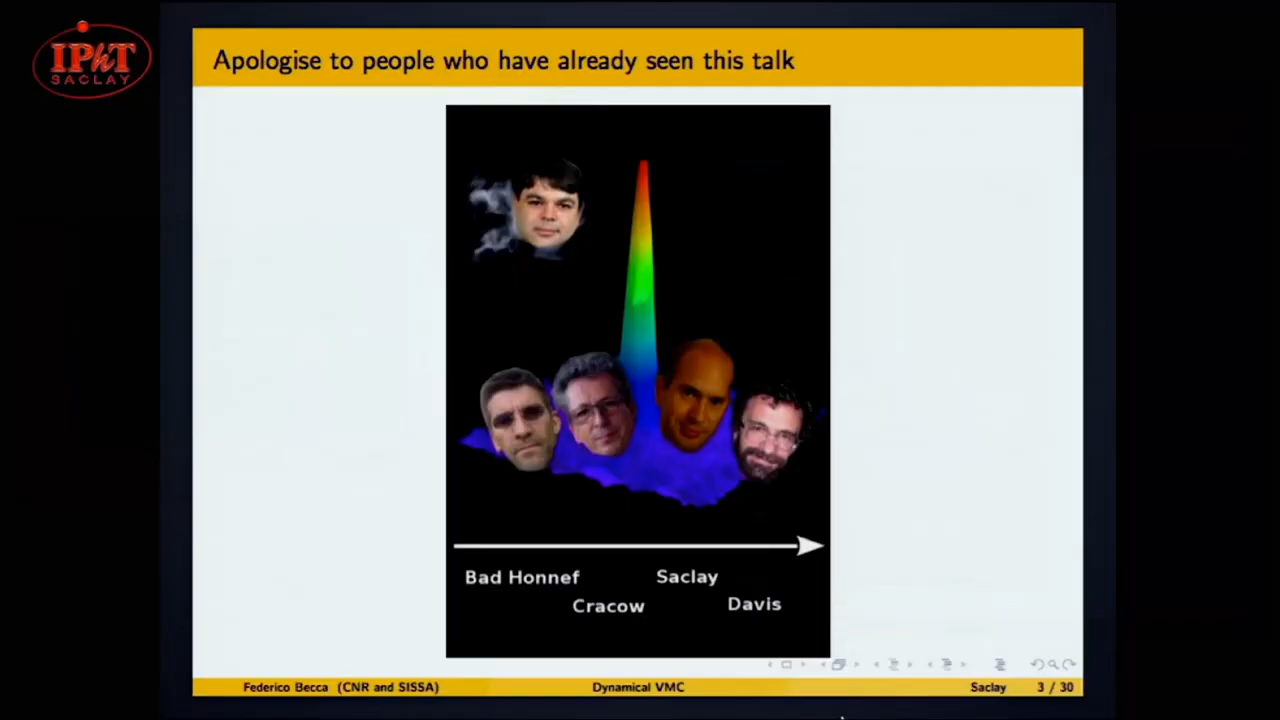 IPhT
SACLAY
Apologise to people who have already seen this talk
Bad Honnef
Saclay
Cracow
Davis
Federico Becca (CNR and SISSA)
Dynamical VMC
Saclay
3 / 30